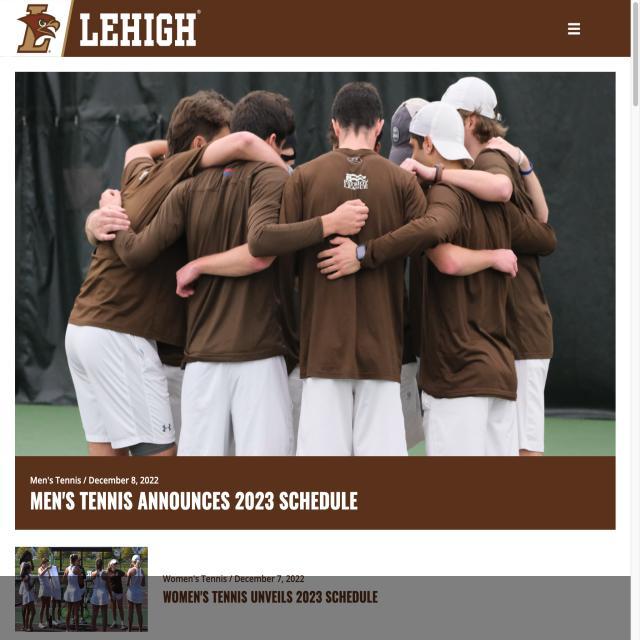 LEHIGH
Men's Tennis / December 8, 2022
MEN'S TENNIS ANNOUNCES 2023 SCHEDULE
Women's Tennis / December 7, 2022
WOMEN'S TENNIS UNVEILS 2023 SCHEDULE